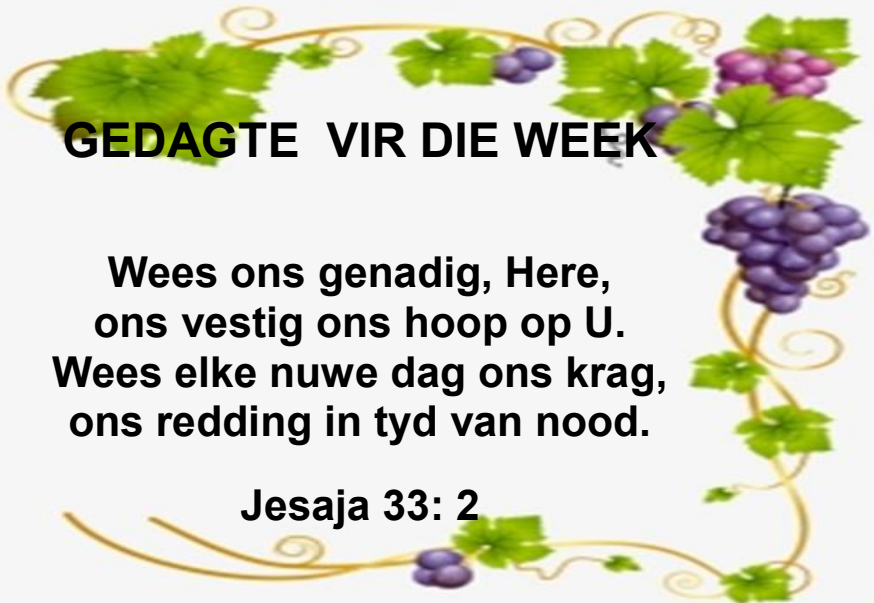 GEDAGTE VIR DIE WEEK
Wees ons genadig, Here,
ons vestig ons hoop op U.
Wees elke nuwe dag ons krag,
ons redding in tyd van nood.
Jesaja 33: 2